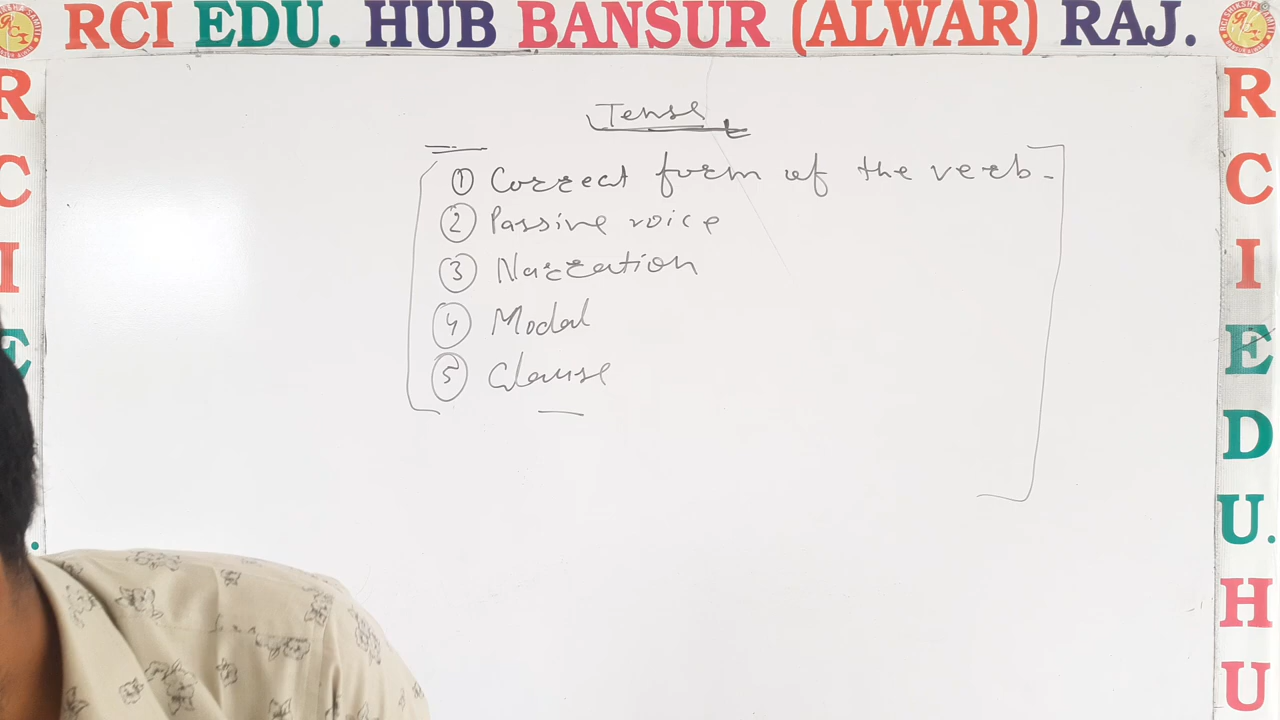 RCI EDU. HUB BANSUR (ALWAR) RAJ.
Tense
① Correct form of the verb-
② Passive voice
③ Narration
④ Modal
⑤ Clause
R
C
I
E
.
R
C
I
E
D
U.
H
U